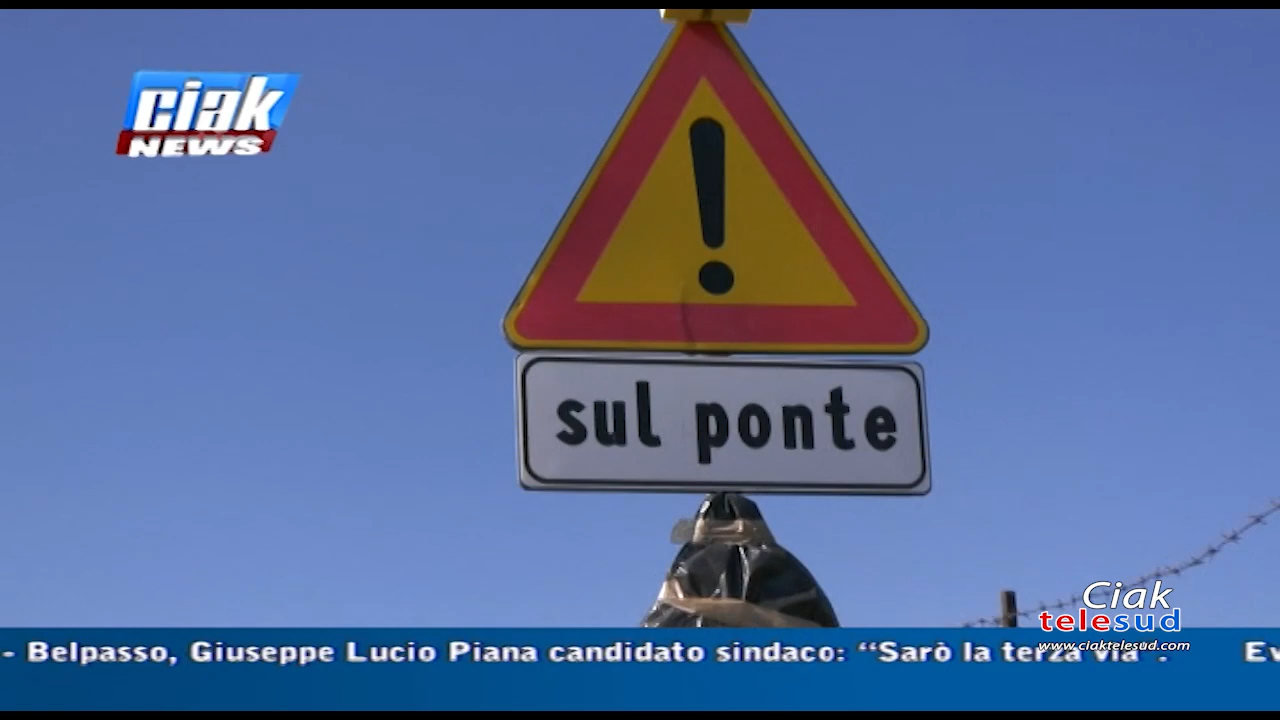 ciak
NEWS
!
sul ponte
Ciak
telesud
www.ciaktelesud.com
- Belpasso, Giuseppe Lucio Piana candidato sindaco: “Sarò la terza via”. Ev